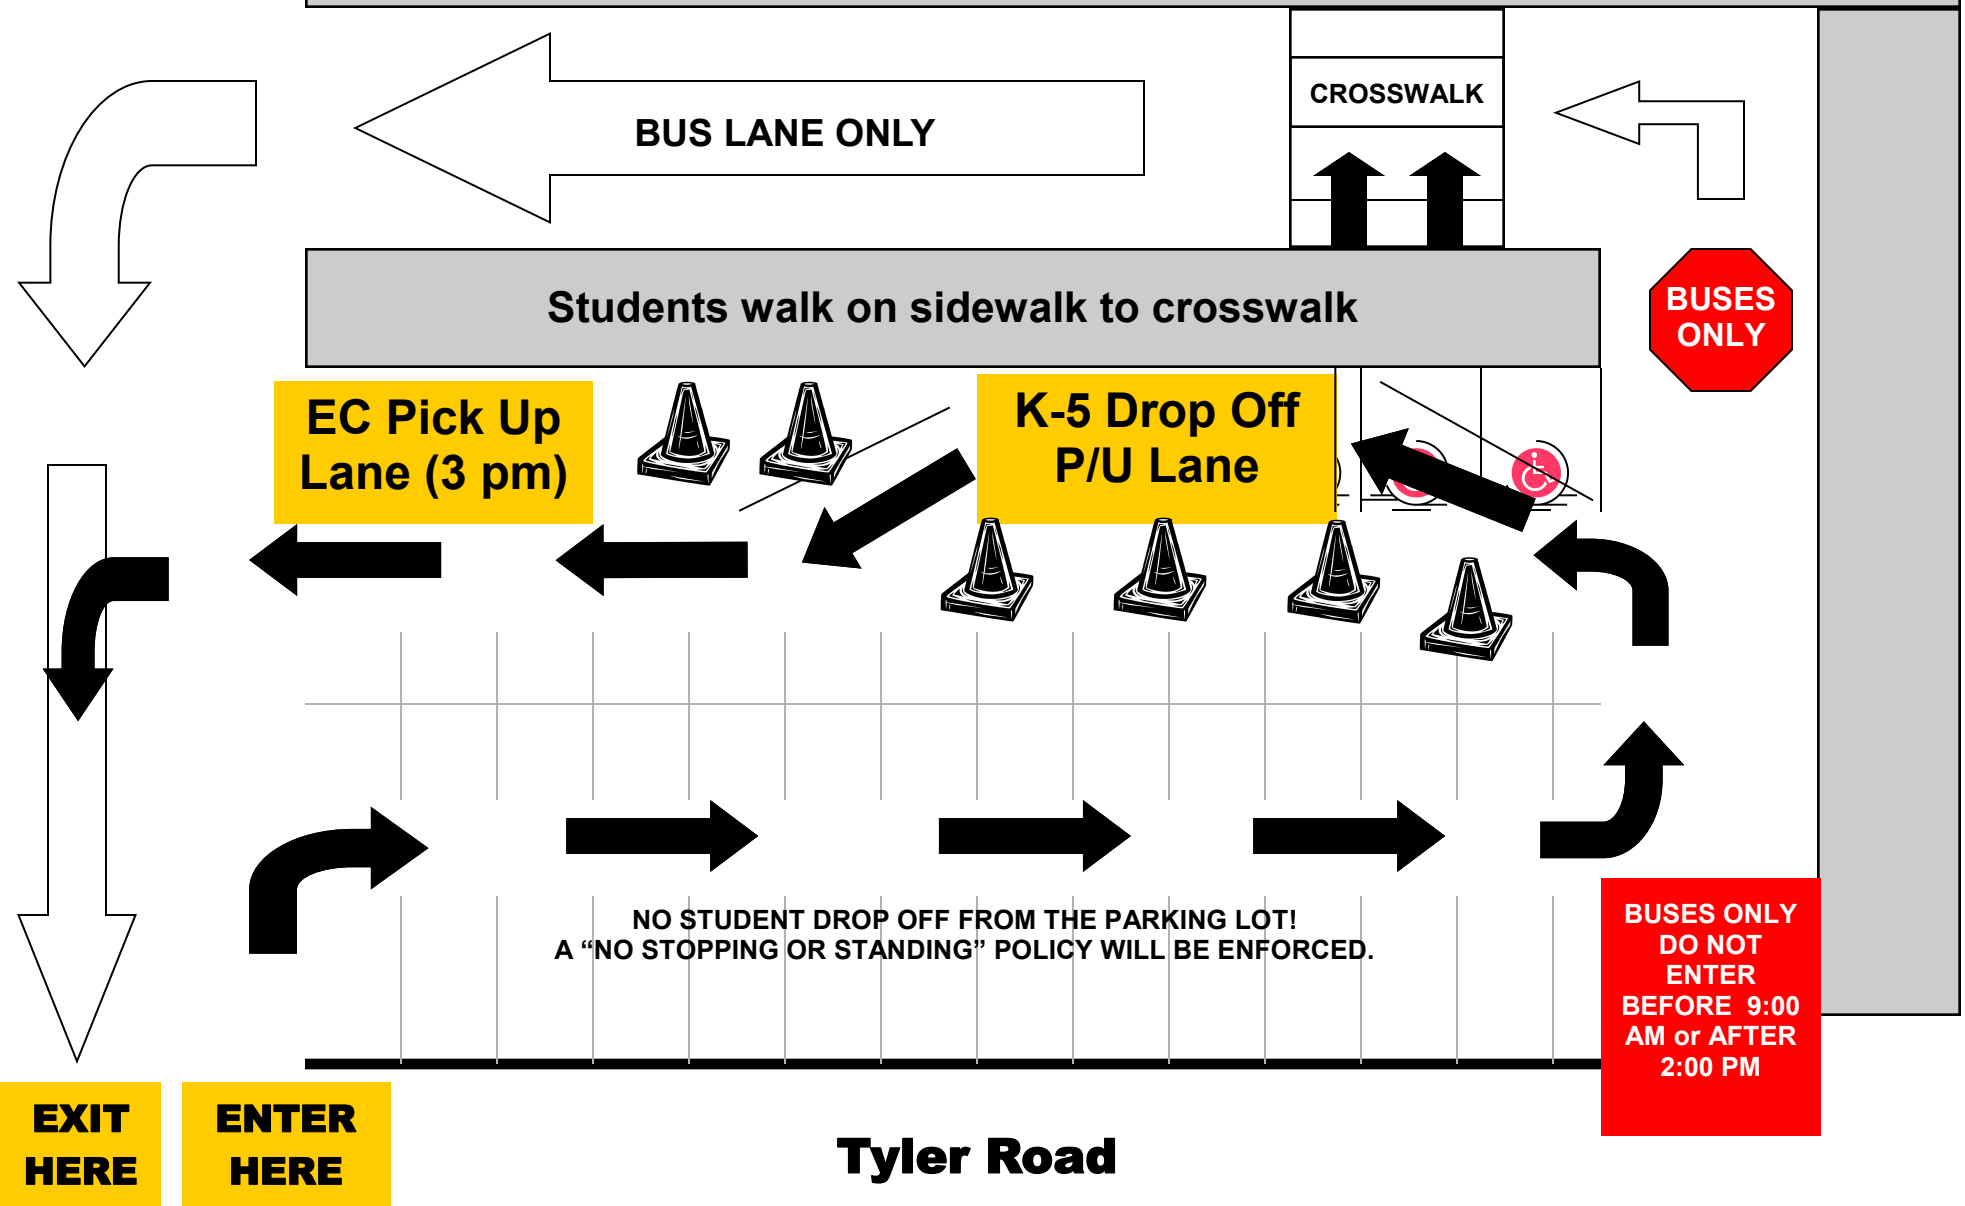 CROSSWALK
BUS LANE ONLY
Students walk on sidewalk to crosswalk
BUSES
ONLY
EC Pick Up
Lane (3 pm)
K-5 Drop Off
P/U Lane
NO STUDENT DROP OFF FROM THE PARKING LOT!
A “NO STOPPING OR STANDING” POLICY WILL BE ENFORCED.
BUSES ONLY
DO NOT
ENTER
BEFORE 9:00
AM or AFTER
2:00 PM
EXIT
HERE
ENTER
HERE
Tyler Road